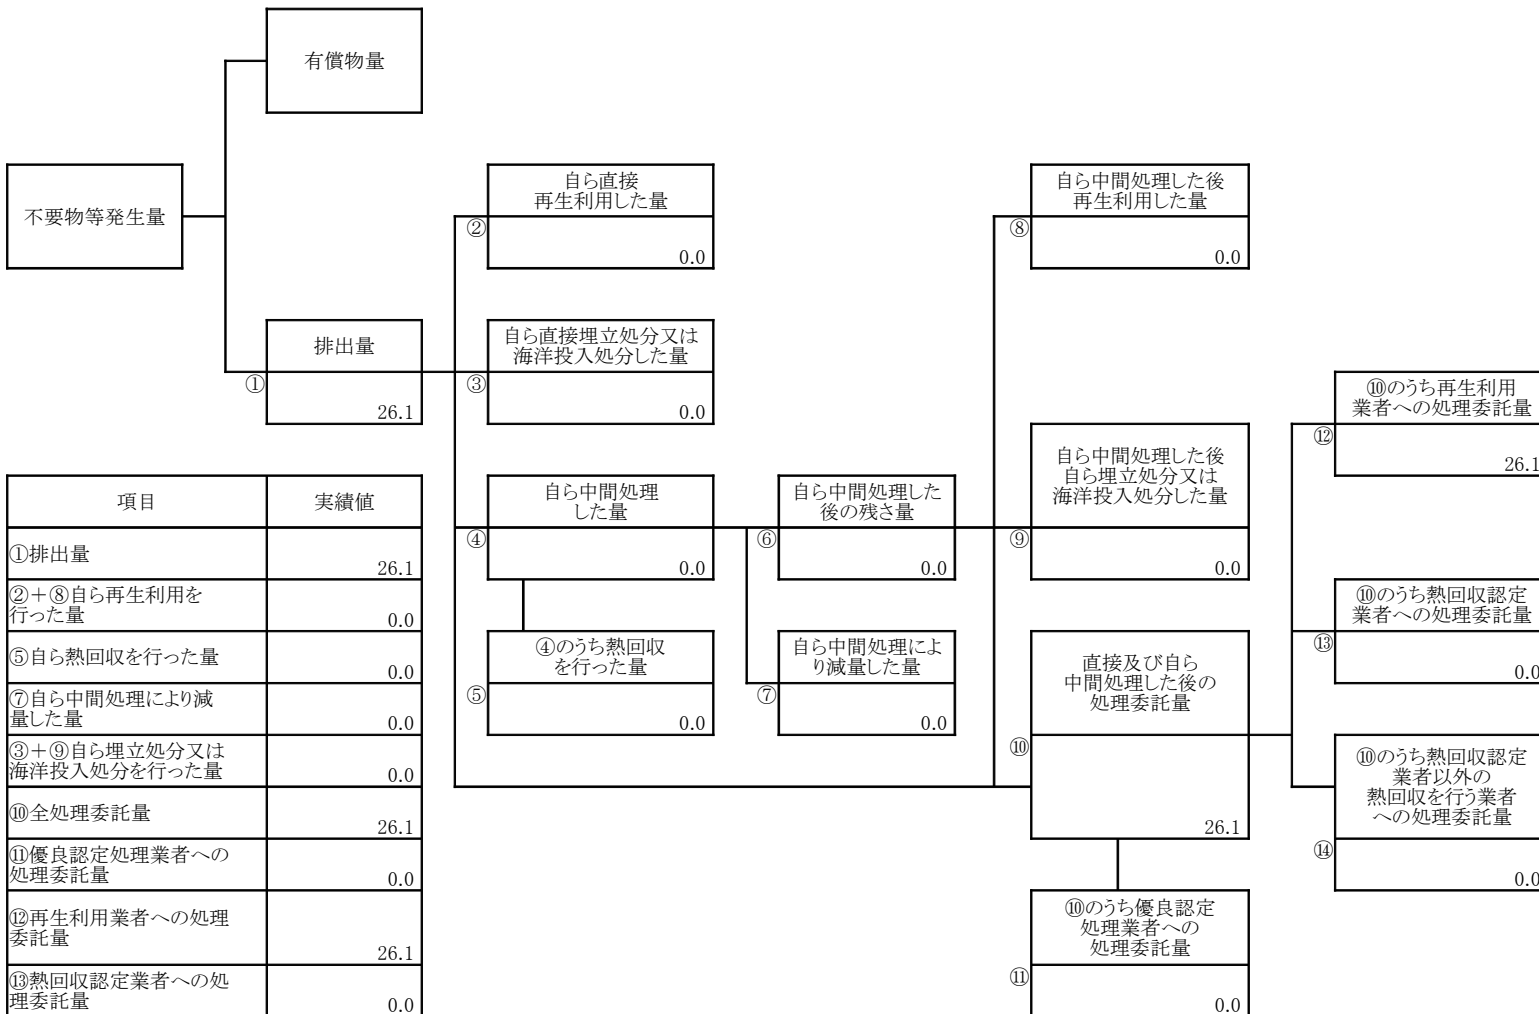 有償物量
不要物等発生量
自ら直接
再生利用した量
②
0.0
自ら中間処理した後
再生利用した量
⑧
0.0
排出量
①
26.1
自ら直接埋立処分又は
海洋投入処分した量
③
0.0
⑩のうち再生利用
業者への処理委託量
⑫
26.1
自ら中間処理
した量
④
0.0
自ら中間処理した
後の残さ量
⑥
0.0
自ら中間処理した後
自ら埋立処分又は
海洋投入処分した量
⑨
0.0
④のうち熱回収
を行った量
⑤
0.0
自ら中間処理によ
り減量した量
⑦
0.0
直接及び自ら
中間処理した後の
処理委託量
⑩
26.1
⑩のうち熱回収認定
業者への処理委託量
⑬
0.0
⑩のうち熱回収認定
業者以外の
熱回収を行う業者
への処理委託量
⑭
0.0
⑩のうち優良認定
処理業者への
処理委託量
⑪
0.0
項目 実績値
①排出量 26.1
②+⑧自ら再生利用を
行った量 0.0
⑤自ら熱回収を行った量 0.0
⑦自ら中間処理により減
量した量 0.0
③+⑨自ら埋立処分又は
海洋投入処分を行った量 0.0
⑩全処理委託量 26.1
⑪優良認定処理業者への
処理委託量 0.0
⑫再生利用業者への処理
委託量 26.1
⑬熱回収認定業者への処
理委託量 0.0